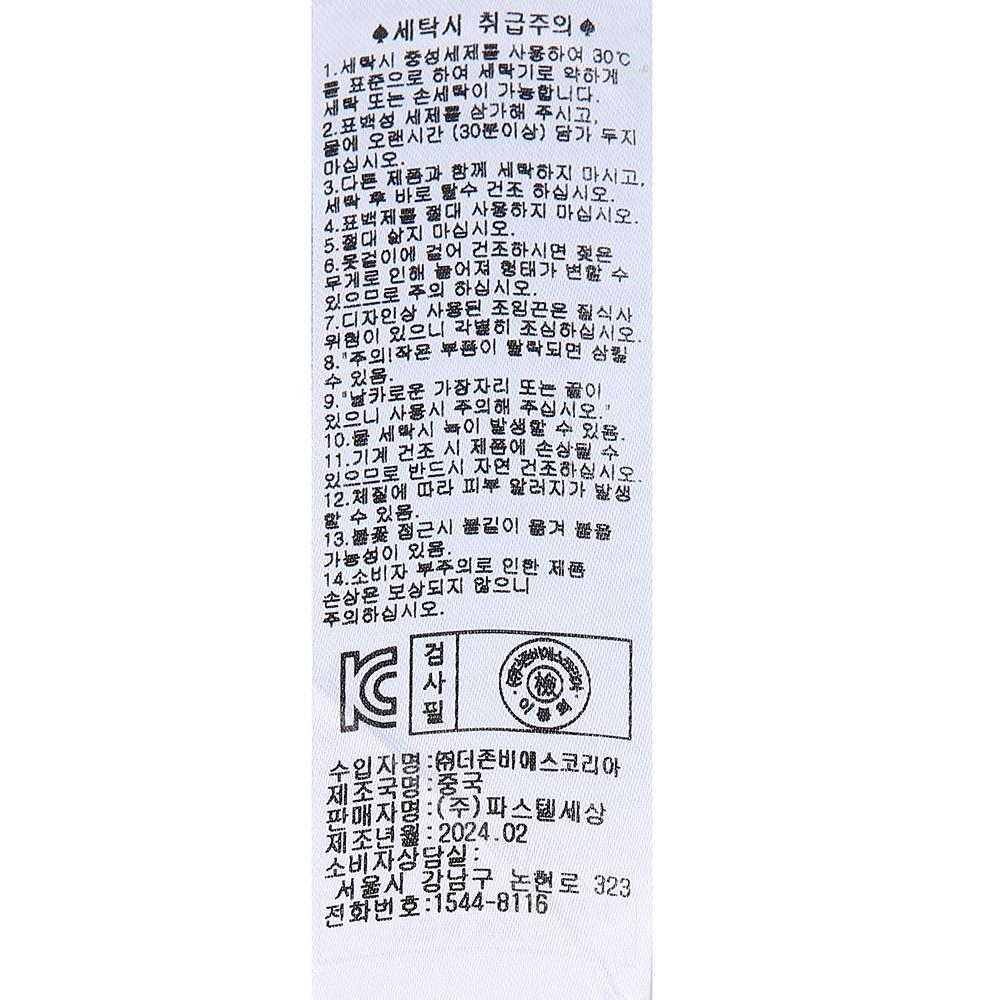 ♠세탁시 취급주의♠
1.세탁시 중성세제를 사용하여 30℃
를 표준으로 하여 세탁기로 약하게
세탁 또는 손세탁이 가능합니다.
2.표백성 세제를 삼가해 주시고,
물에 오랜시간 (30분이상) 담가 두지
마십시오.
3.다른 제품과 함께 세탁하지 마시고,
세탁 후 바로 탈수 건조 하십시오.
4.표백제를 절대 사용하지 마십시오.
5.절대 삶지 마십시오.
6.옷걸이에 걸어 건조하시면 젖은
무게로 인해 늘어져 형태가 변할 수
있으므로 주의 하십시오.
7.디자인상 사용된 조임끈은 질식사
위험이 있으니 각별히 조심하십시오.
8."주의!작은 부품이 탈락되면 삼킬
수 있음.
9."날카로운 가장자리 또는 끝이
있으니 사용시 주의해 주십시오."
10.물 세탁시 녹이 발생할 수 있음.
11.기계 건조 시 제품에 손상될 수
있으므로 반드시 자연 건조하십시오.
12.체질에 따라 피부 알러지가 발생
할 수 있음.
13.불꽃 접근시 불길이 옮겨 붙을
가능성이 있음.
14.소비자 부주의로 인한 제품
손상은 보상되지 않으니
주의하십시오.
KC
검사필
㈜더존비에스코리아
檢
수입자명:㈜더존비에스코리아
제조국명:중국
판매자명:(주)파스텔세상
제조년월:2024.02
소비자상담실:
서울시 강남구 논현로 323
전화번호:1544-8116